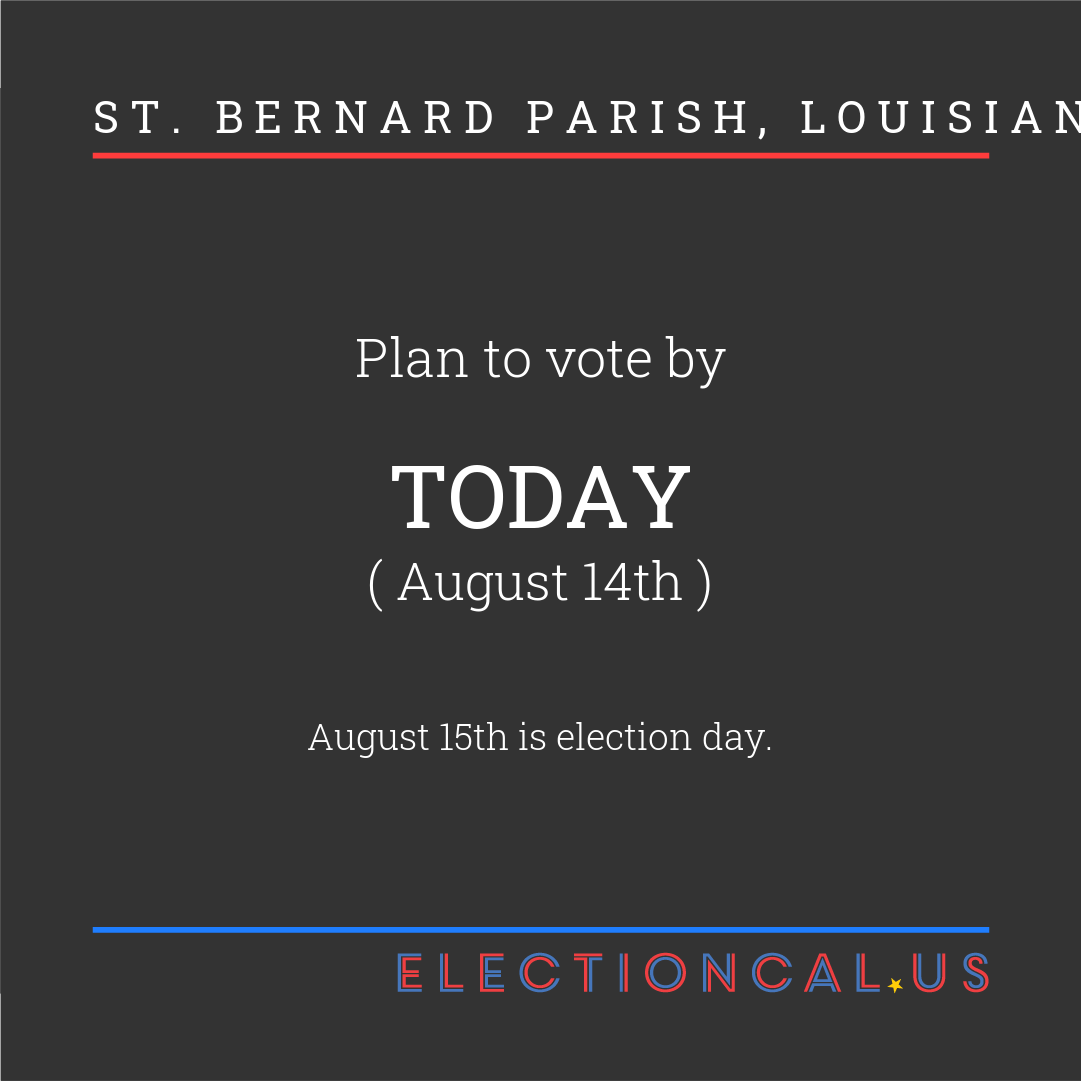 ST. BERNARD PARISH, LOUISIAN
Plan to vote by
TODAY
( August 14th )
August 15th is election day.
ELECTIONCAL.US